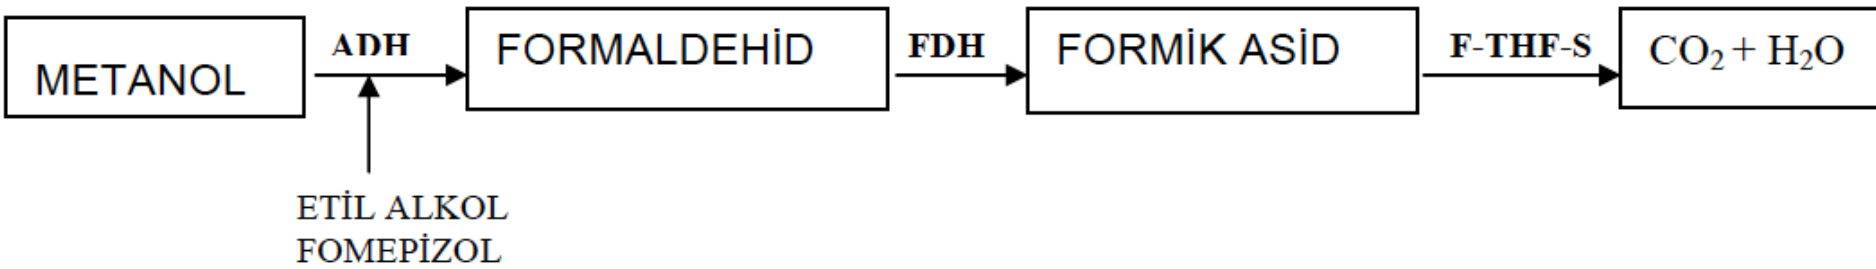 METANOL
ADH
FORMALDEHİD
FDH
FORMİK ASİD
F-THF-S
CO₂ + H₂O
ETİL ALKOL
FOMEPİZOL